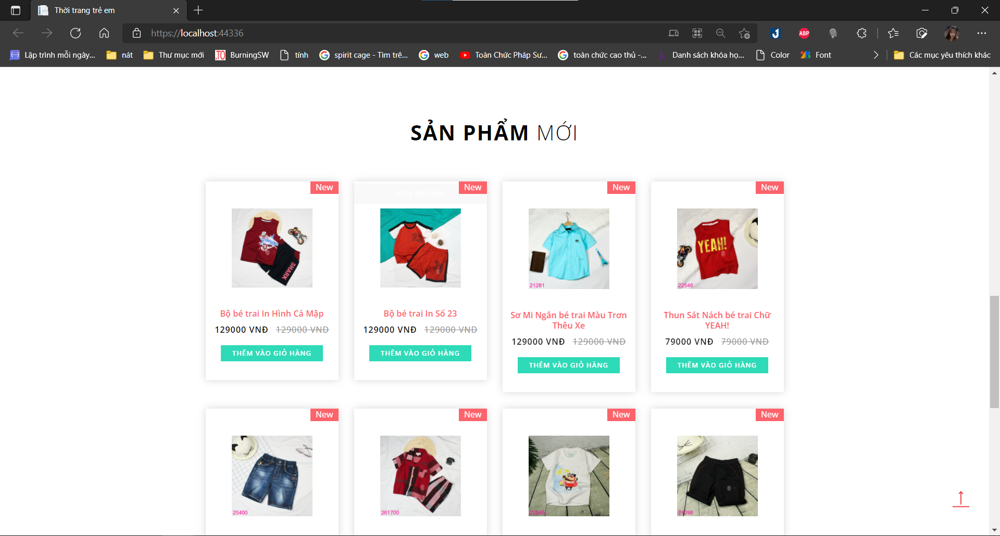 Thời trang trẻ em
https://localhost:44336
ABP
Lập trình mỗi ngày...
nát
Thư mục mới
.TO
BurningSW
tính
spirit cage - Tìm trê...
web
Toàn Chức Pháp Sư...
toàn chức cao thủ -...
Danh sách khóa họ...
Color
Font
Các mục yêu thích khác
SẢN PHẨM MỚI
New
XEM NHANH
New
New
New
SHARK
23
21281
YEAH!
22546
Bộ bé trai In Hình Cá Mập
129000 VNĐ 129000 VNĐ
THÊM VÀO GIỎ HÀNG
Bộ bé trai In Số 23
129000 VNĐ 129000 VNĐ
THÊM VÀO GIỎ HÀNG
Sơ Mi Ngắn bé trai Màu Trơn
Thêu Xe
129000 VNĐ 129000 VNĐ
THÊM VÀO GIỎ HÀNG
Thun Sát Nách bé trai Chữ
YEAH!
79000 VNĐ 79000 VNĐ
THÊM VÀO GIỎ HÀNG
New
New
New
New
25400
261700
22545
24298